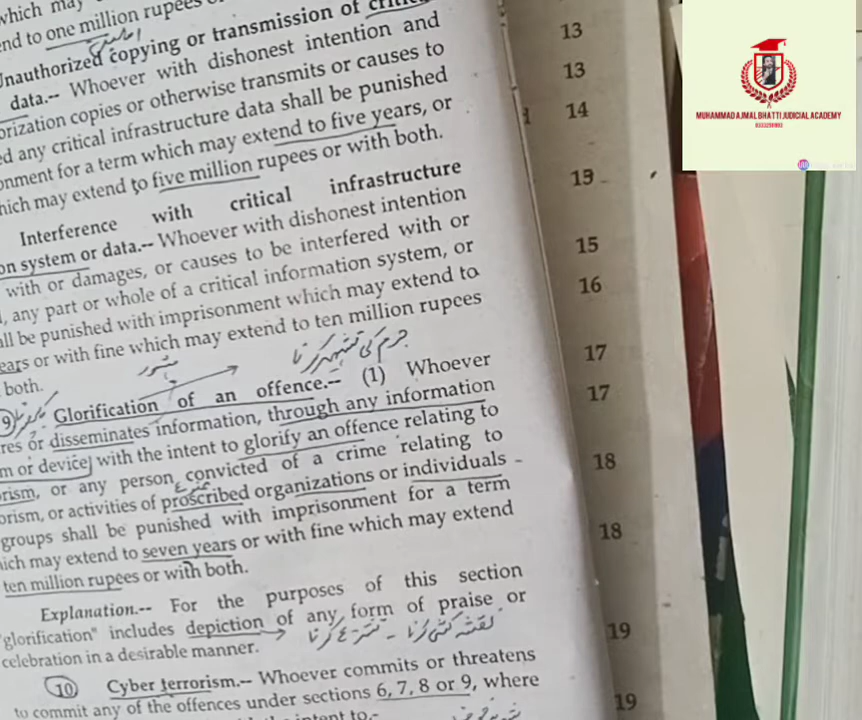 which may
end to one million rupees
Unauthorized copying or transmission of
data.-- Whoever with dishonest intention and
orization copies or otherwise transmits or causes to
ed any critical infrastructure data shall be punished
onment for a term which may extend to five years, or
hich may extend to five million rupees or with both.
Interference with critical infrastructure
on system or data.-- Whoever with dishonest intention
with or damages, or causes to be interfered with or
, any part or whole of a critical information system, or
all be punished with imprisonment which may extend to
ears or with fine which may extend to ten million rupees
both.
جرم کی تشہیر کرنا
9 Glorification of an offence.-- (1) Whoever
res or disseminates information, through any information
m or device, with the intent to glorify an offence relating to
rism, or any person convicted of a crime relating to
orism, or activities of proscribed organizations or individuals
groups shall be punished with imprisonment for a term
hich may extend to seven years or with fine which may extend
ten million rupees or with both.
Explanation.-- For the purposes of this section
"glorification" includes depiction of any form of praise or
celebration in a desirable manner.
10 Cyber terrorism.-- Whoever commits or threatens
to commit any of the offences under sections 6, 7, 8 or 9, where
13
13
14
15
15
16
17
17
18
18
19
19
MUHAMMAD AJMAL BHATTI JUDICIAL ACADEMY